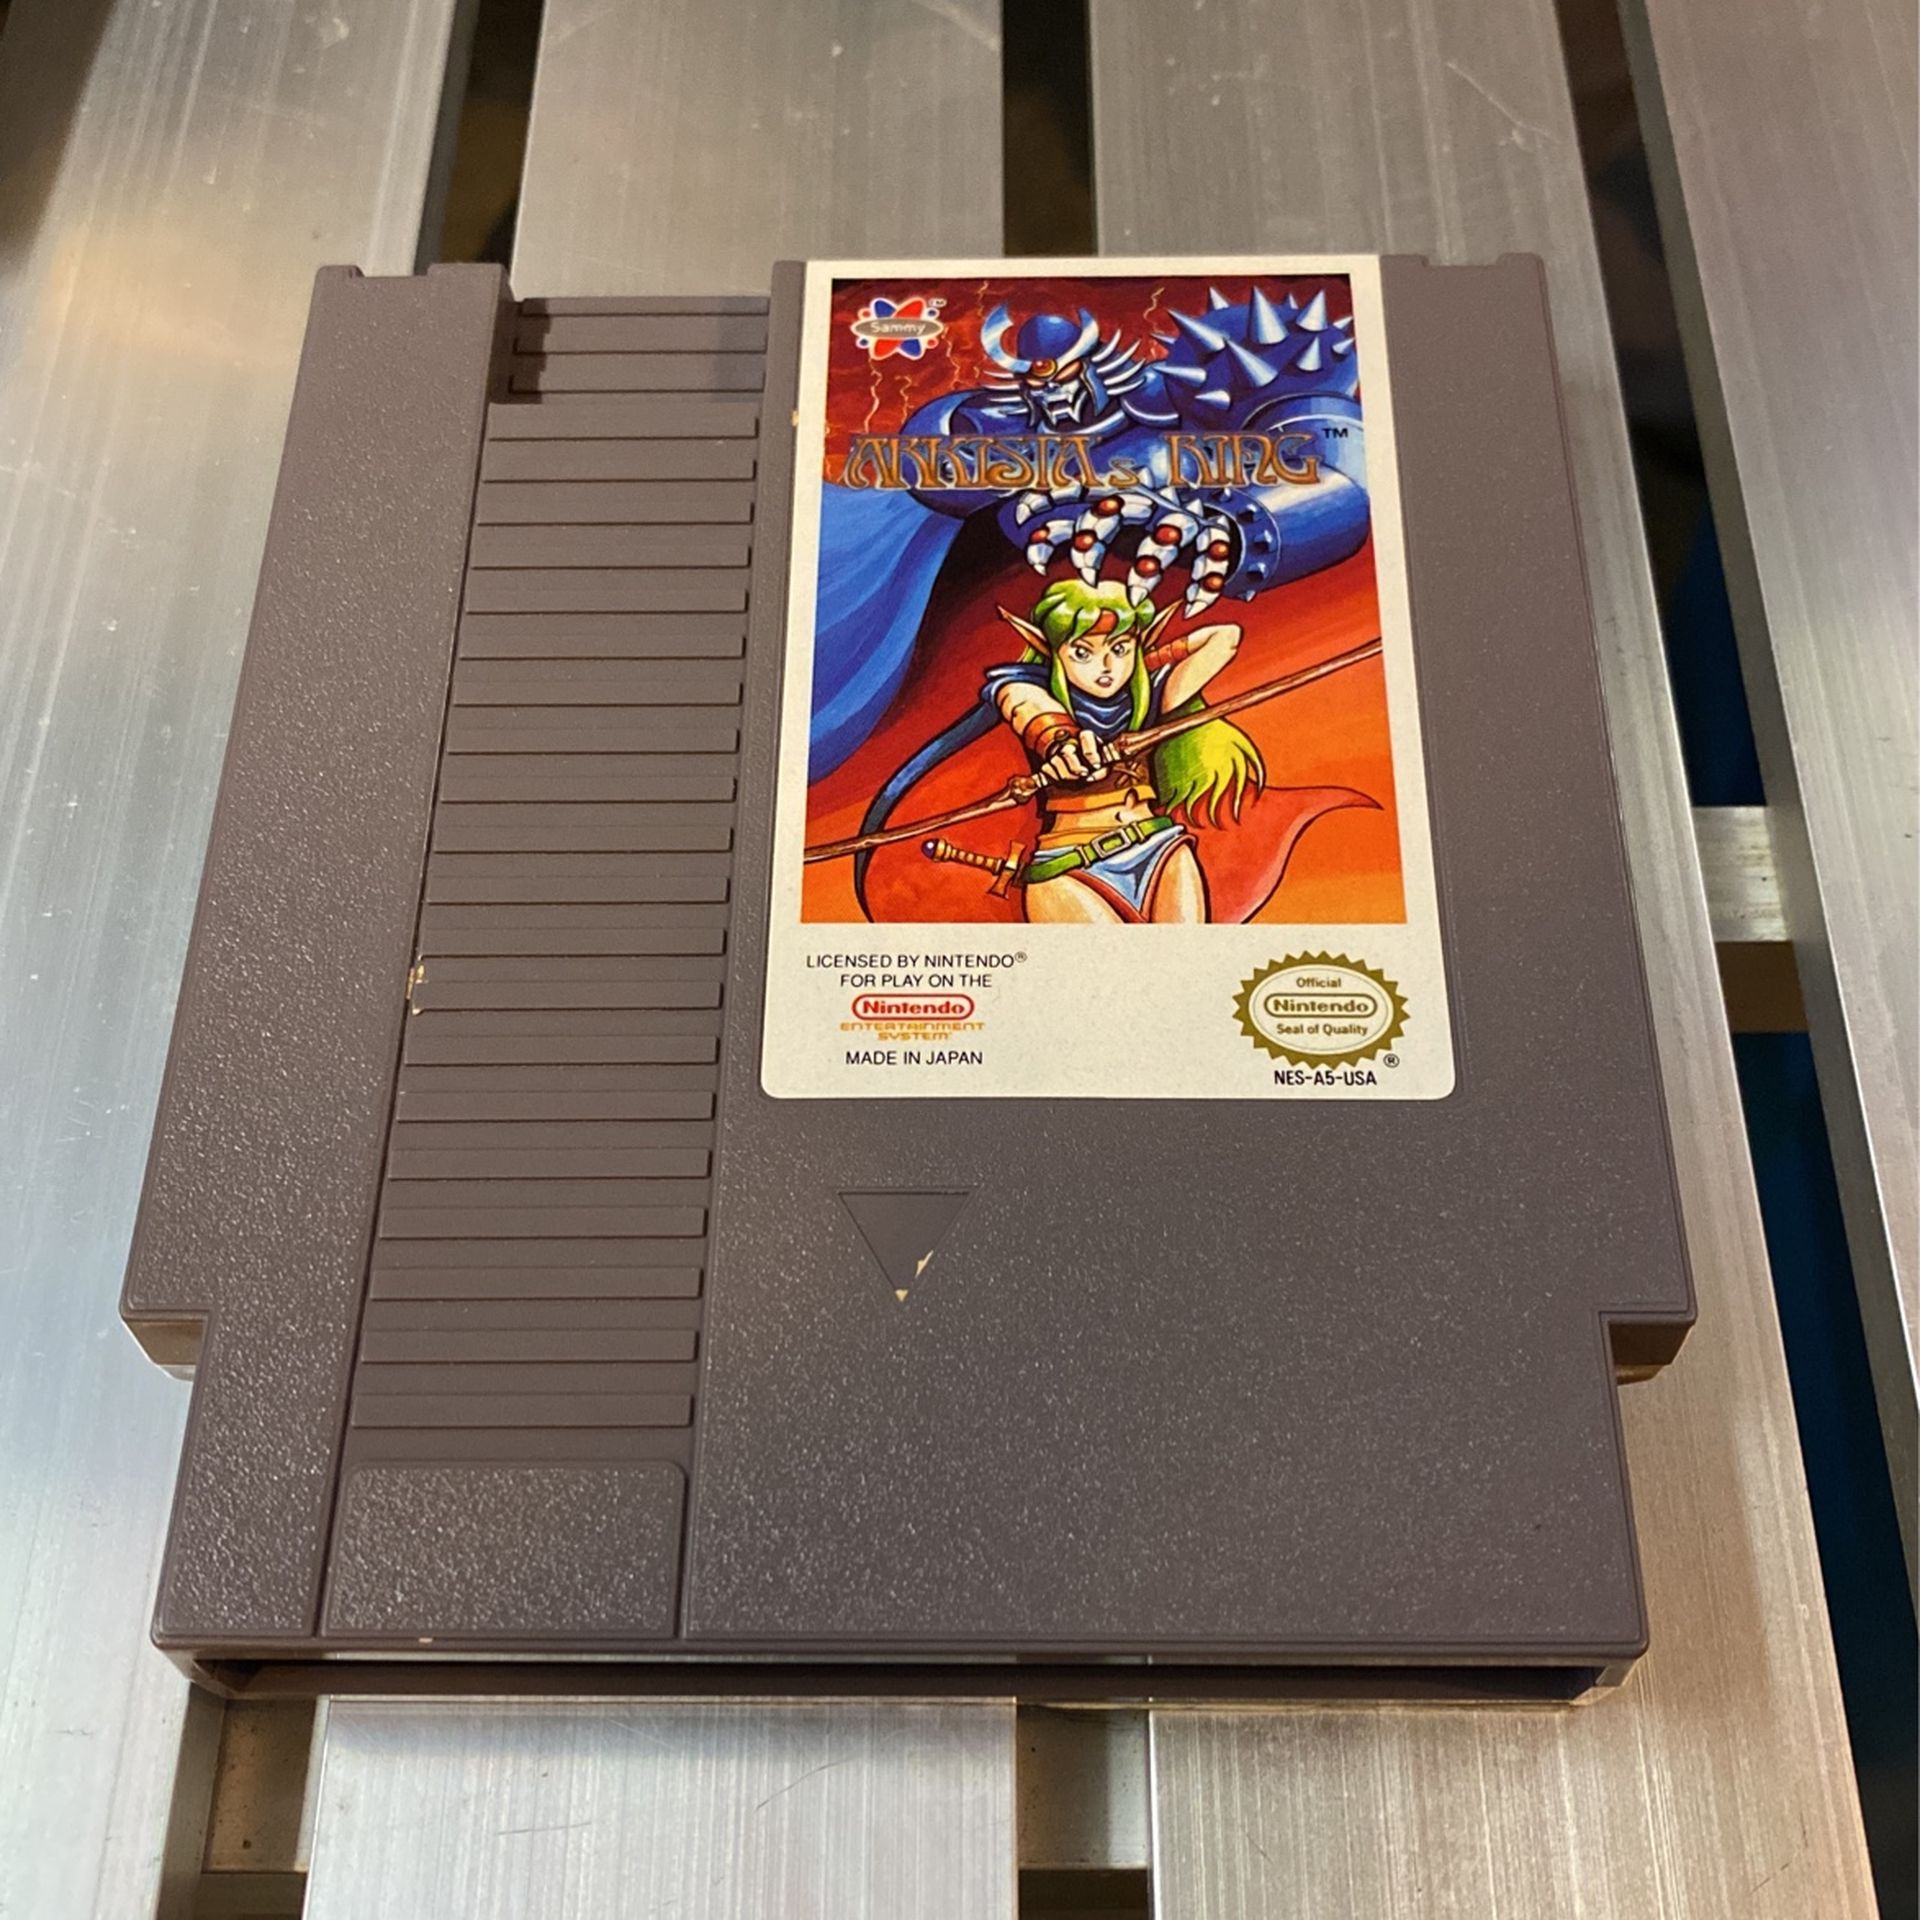 Sammy TM
ARKISTA's RING TM
LICENSED BY NINTENDO®
FOR PLAY ON THE
Nintendo
ENTERTAINMENT
SYSTEM
MADE IN JAPAN
Official
Nintendo
Seal of Quality
®
NES-A5-USA